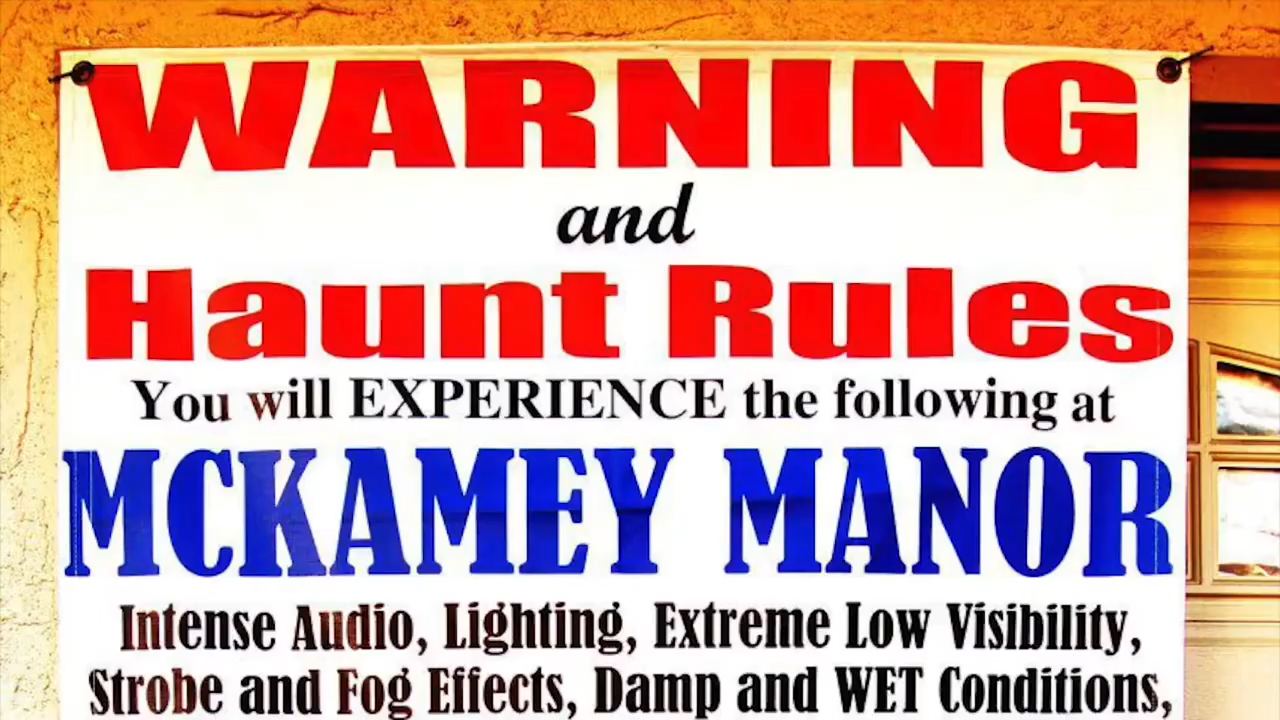 WARNING
and
Haunt Rules
You will EXPERIENCE the following at
MCKAMEY MANOR
Intense Audio, Lighting, Extreme Low Visibility,
Strobe and Fog Effects, Damp and WET Conditions,